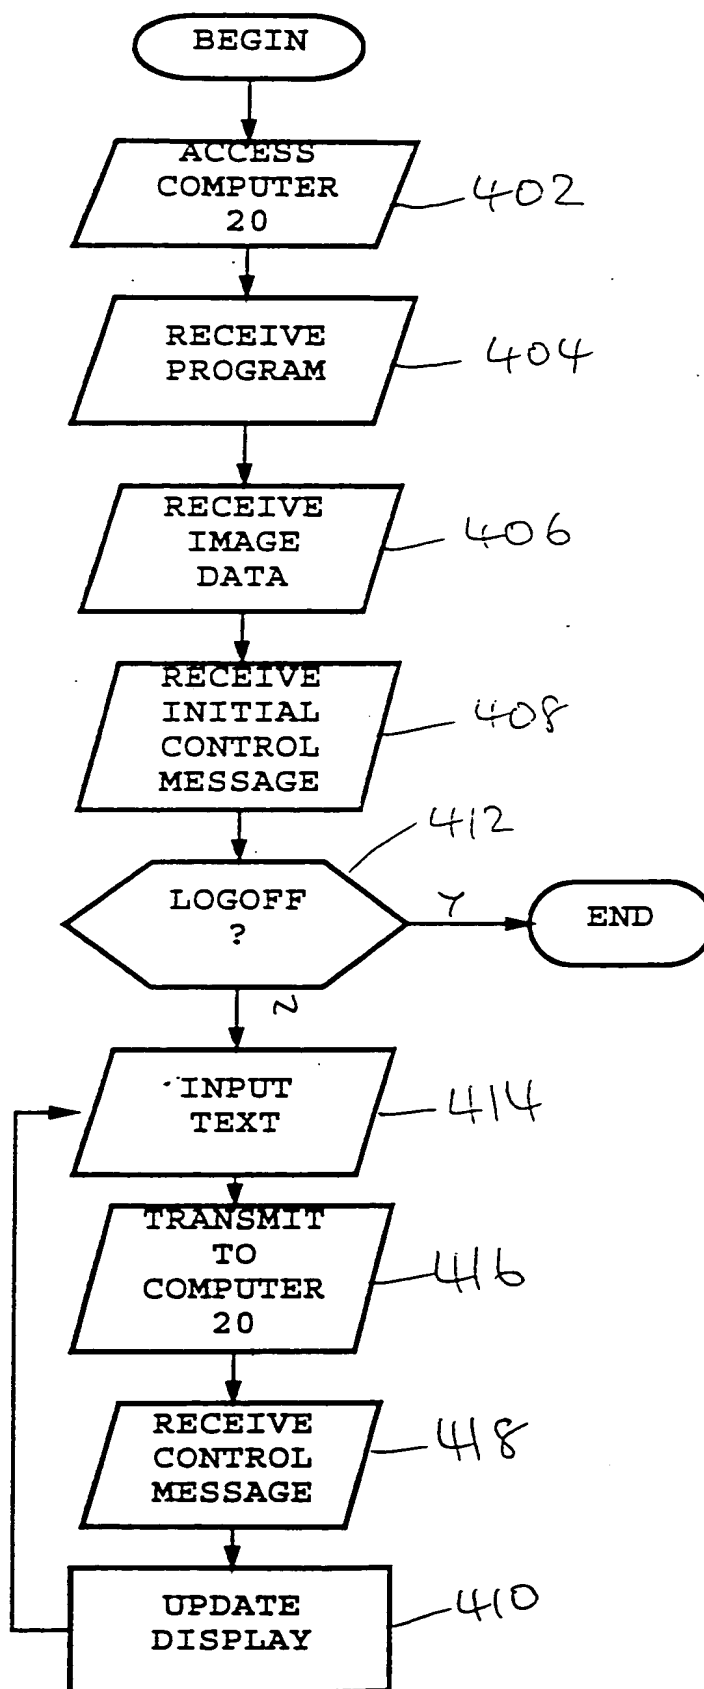 BEGIN
ACCESS
COMPUTER
20
402
RECEIVE
PROGRAM
404
RECEIVE
IMAGE
DATA
406
RECEIVE
INITIAL
CONTROL
MESSAGE
408
412
LOGOFF
?
Y
END
N
INPUT
TEXT
414
TRANSMIT
TO
COMPUTER
20
416
RECEIVE
CONTROL
MESSAGE
418
UPDATE
DISPLAY
410